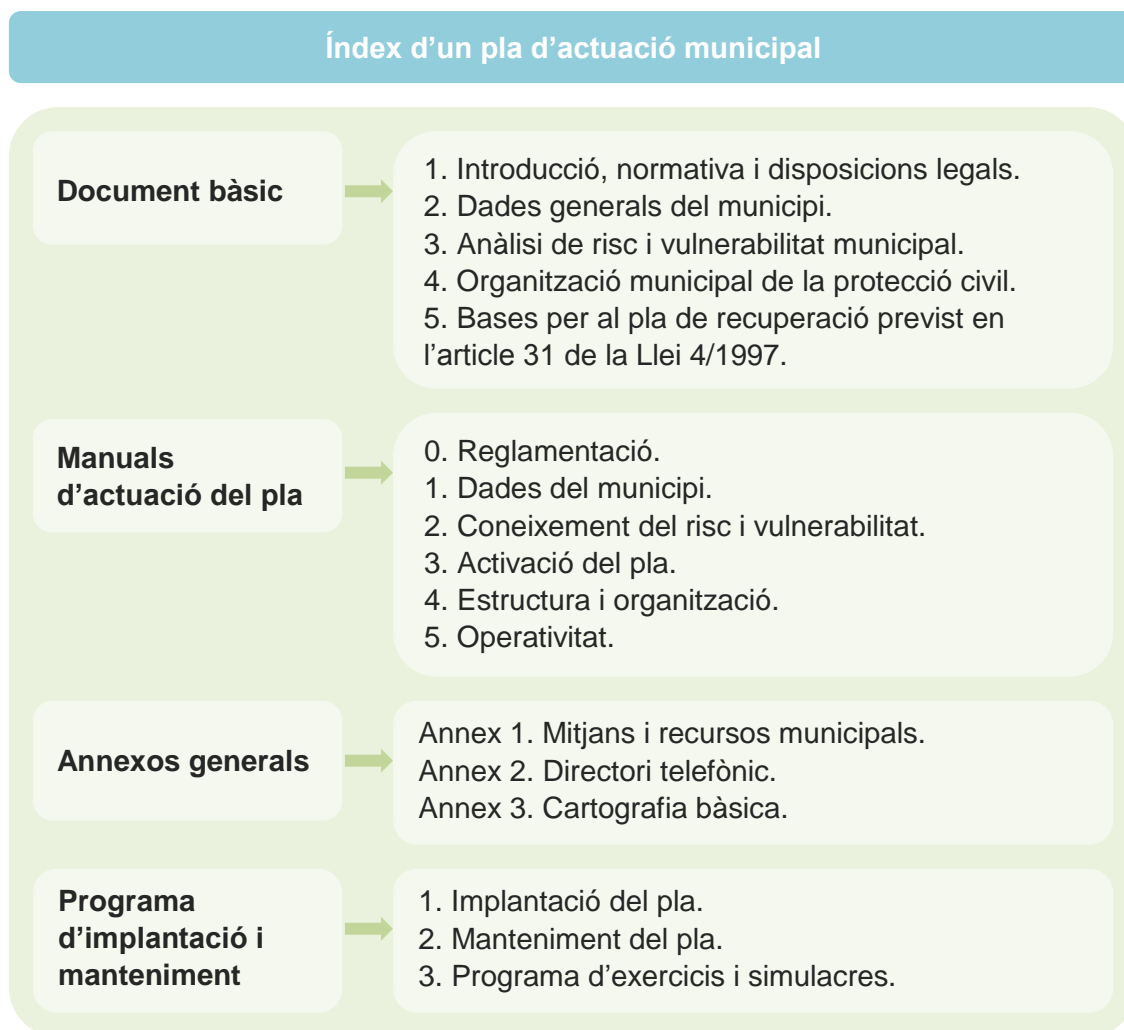 Índex d’un pla d’actuació municipal
Document bàsic
1. Introducció, normativa i disposicions legals.
2. Dades generals del municipi.
3. Anàlisi de risc i vulnerabilitat municipal.
4. Organització municipal de la protecció civil.
5. Bases per al pla de recuperació previst en
l’article 31 de la Llei 4/1997.
Manuals
d’actuació del pla
0. Reglamentació.
1. Dades del municipi.
2. Coneixement del risc i vulnerabilitat.
3. Activació del pla.
4. Estructura i organització.
5. Operativitat.
Annexos generals
Annex 1. Mitjans i recursos municipals.
Annex 2. Directori telefònic.
Annex 3. Cartografia bàsica.
Programa
d’implantació i
manteniment
1. Implantació del pla.
2. Manteniment del pla.
3. Programa d’exercicis i simulacres.